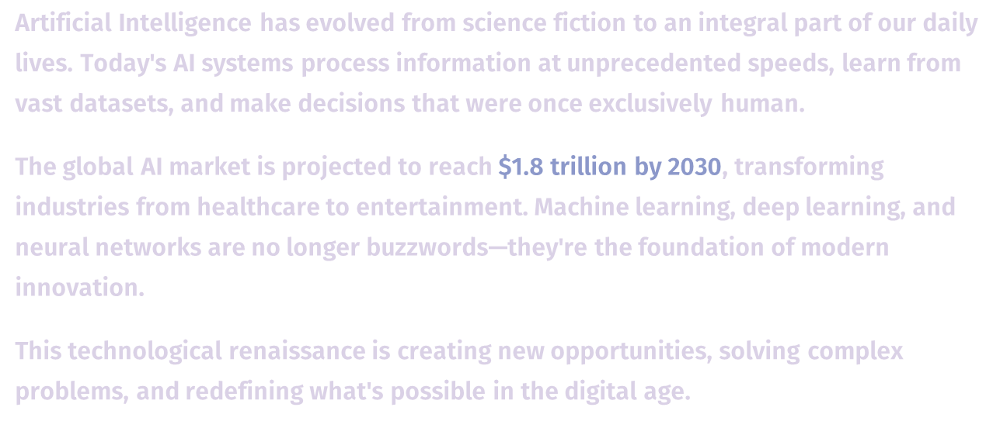 Artificial Intelligence has evolved from science fiction to an integral part of our daily
lives. Today's AI systems process information at unprecedented speeds, learn from
vast datasets, and make decisions that were once exclusively human.
The global AI market is projected to reach $1.8 trillion by 2030, transforming
industries from healthcare to entertainment. Machine learning, deep learning, and
neural networks are no longer buzzwords—they're the foundation of modern
innovation.
This technological renaissance is creating new opportunities, solving complex
problems, and redefining what's possible in the digital age.